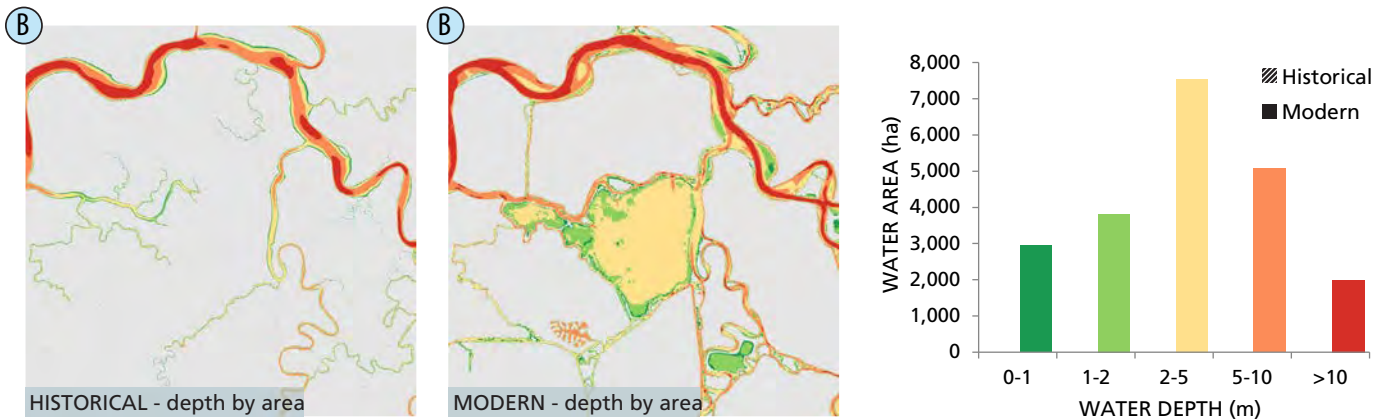 B
HISTORICAL - depth by area
B
MODERN - depth by area
WATER AREA (ha)
8,000
7,000
6,000
5,000
4,000
3,000
2,000
1,000
0
Historical
Modern
0-1 1-2 2-5 5-10 >10
WATER DEPTH (m)